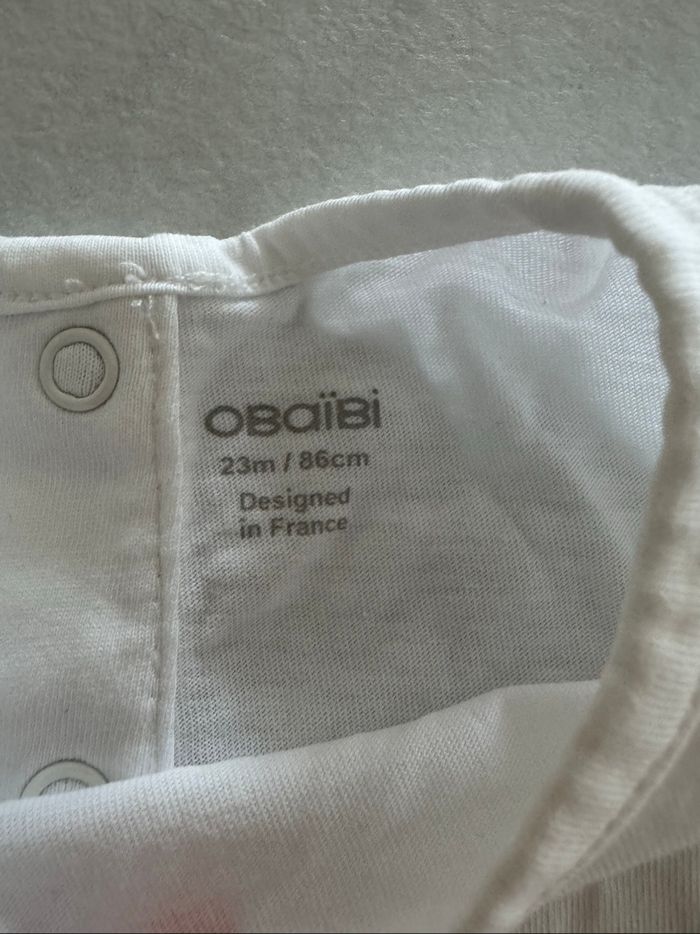 OBaïBi
23m / 86cm
Designed
in France